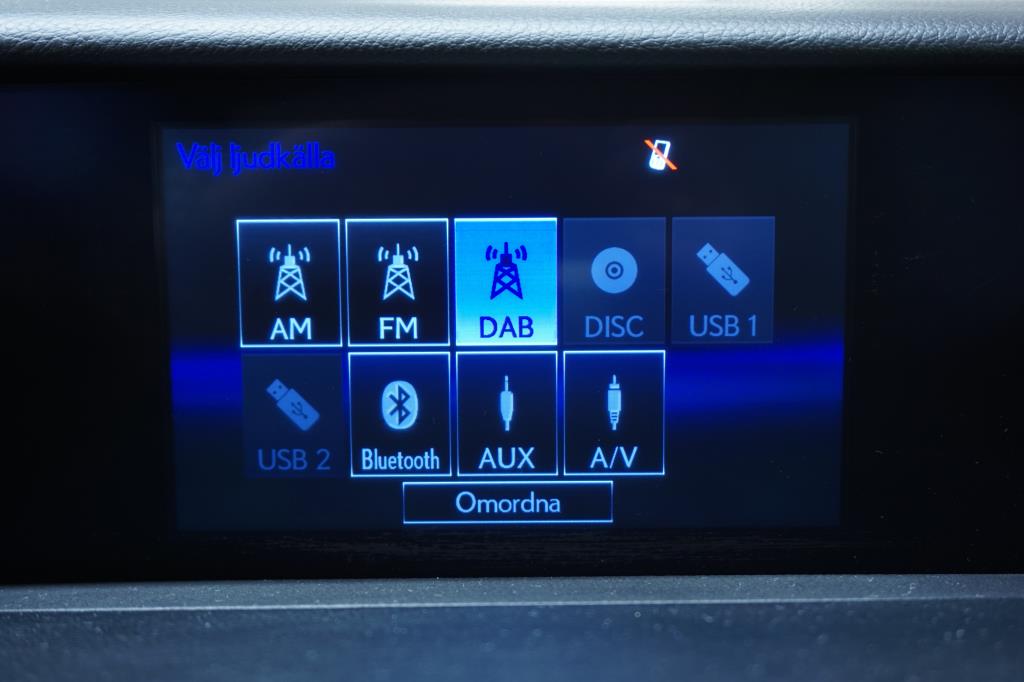 Välj ljudkälla
AM FM DAB DISC USB 1
USB 2 Bluetooth AUX A/V
Omordna